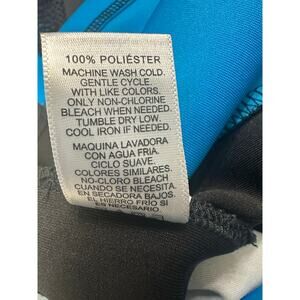 100% POLIÉSTER
MACHINE WASH COLD.
GENTLE CYCLE.
WITH LIKE COLORS.
ONLY NON-CHLORINE
BLEACH WHEN NEEDED.
TUMBLE DRY LOW.
COOL IRON IF NEEDED.
MAQUINA LAVADORA
CON AGUA FRIA.
CICLO SUAVE.
COLORES SIMILARES.
NO-CLORO BLEACH
CUANDO SE NECESITA.
EN SECADORA BAJOS.
EL HIERRO FRÍO SI
ES NECESARIO